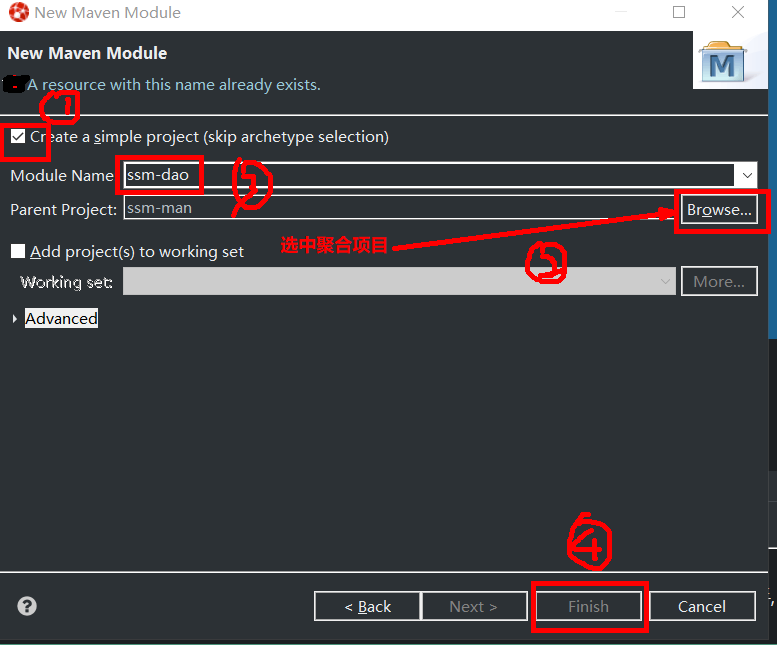 New Maven Module
New Maven Module
A resource with this name already exists.
1
Create a simple project (skip archetype selection)
Module Name ssm-dao
Parent Project: ssm-man Browse...
Add project(s) to working set
选中聚合项目
Working set: More...
Advanced
4
? < Back Next > Finish Cancel